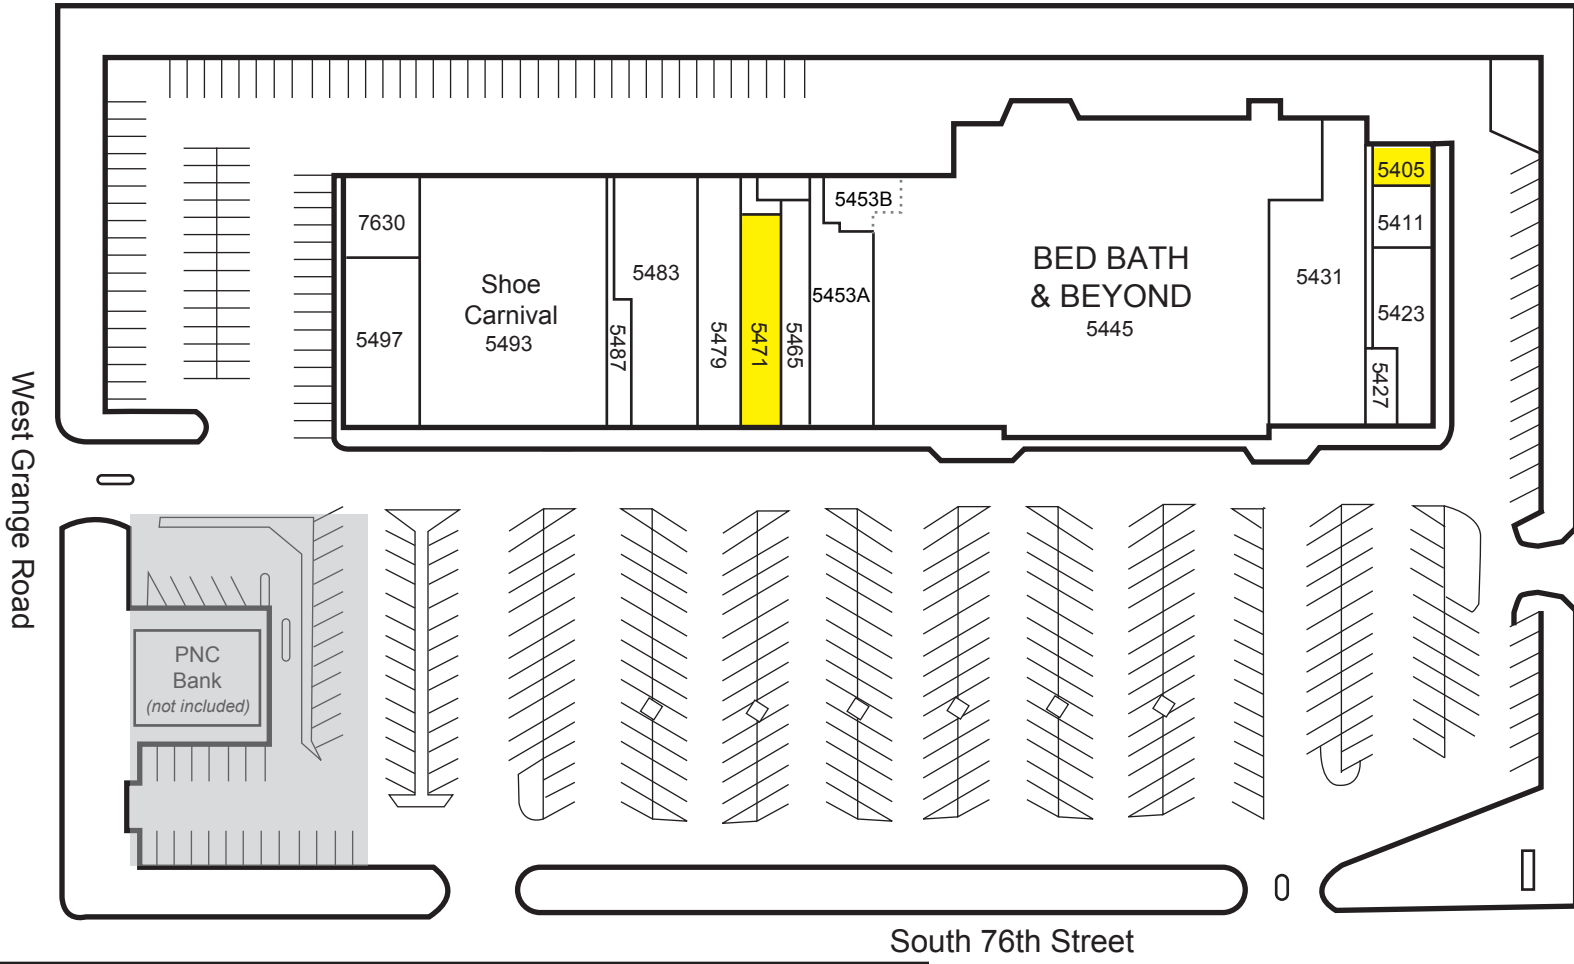 5405
5453B
7630
5411
BED BATH
& BEYOND
5445
5483
5431
Shoe
Carnival
5493
5453A
5423
5497
5487
5479
5471
5465
5427
West Grange Road
PNC
Bank
(not included)
South 76th Street